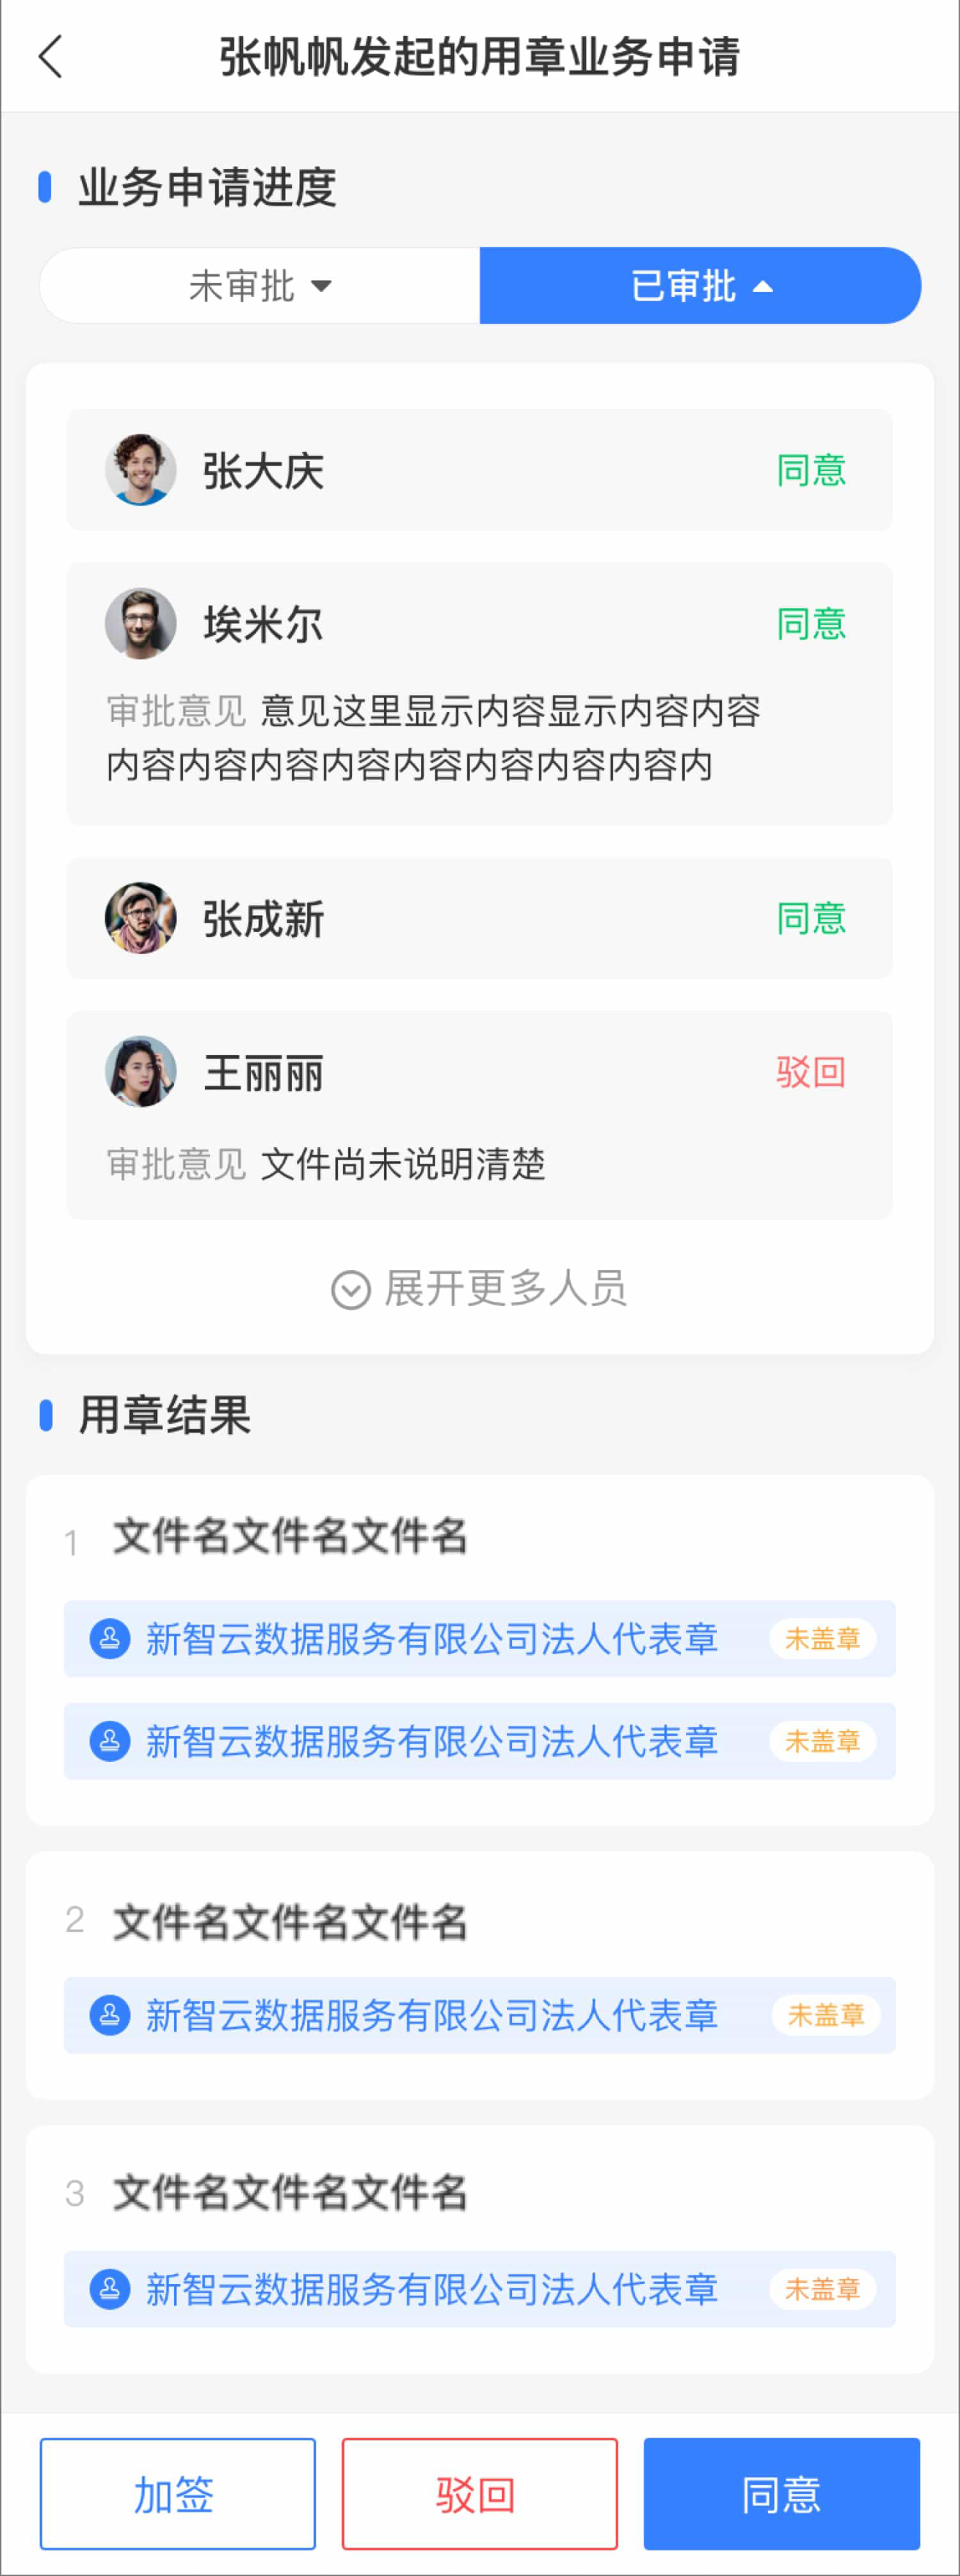 张帆帆发起的用章业务申请
业务申请进度
未审批
已审批
张大庆
同意
埃米尔
同意
审批意见 意见这里显示内容显示内容内容
内容内容内容内容内容内容内容内容内
张成新
同意
王丽丽
驳回
审批意见 文件尚未说明清楚
展开更多人员
用章结果
1 文件名文件名文件名
新智云数据服务有限公司法人代表章 未盖章
新智云数据服务有限公司法人代表章 未盖章
2 文件名文件名文件名
新智云数据服务有限公司法人代表章 未盖章
3 文件名文件名文件名
新智云数据服务有限公司法人代表章 未盖章
加签
驳回
同意